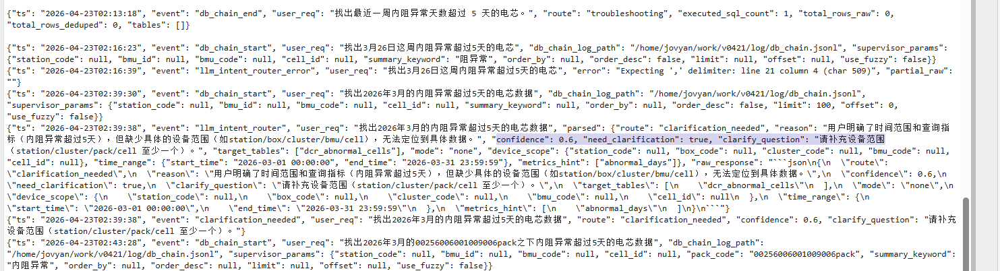 {"ts": "2026-04-23T02:13:18", "event": "db_chain_end", "user_req": "找出最近一周内阻异常天数超过 5 天的电芯。", "route": "troubleshooting", "executed_sql_count": 1, "total_rows_raw": 0,
"total_rows_deduped": 0, "tables": []}
{"ts": "2026-04-23T02:16:23", "event": "db_chain_start", "user_req": "找出3月26日这周内阻异常超过5天的电芯", "db_chain_log_path": "/home/jovyan/work/v0421/log/db_chain.jsonl", "supervisor_params":
{"station_code": null, "bmu_id": null, "bmu_code": null, "cell_id": null, "summary_keyword": "阻异常", "order_by": null, "order_desc": false, "limit": null, "offset": null, "use_fuzzy": false}}
{"ts": "2026-04-23T02:16:39", "event": "llm_intent_router_error", "user_req": "找出3月26日这周内阻异常超过5天的电芯", "error": "Expecting ',' delimiter: line 21 column 4 (char 509)", "partial_raw":
""}
{"ts": "2026-04-23T02:39:30", "event": "db_chain_start", "user_req": "找出2026年3月的内阻异常超过5天的电芯数据", "db_chain_log_path": "/home/jovyan/work/v0421/log/db_chain.jsonl",
"supervisor_params": {"station_code": null, "bmu_id": null, "bmu_code": null, "cell_id": null, "summary_keyword": null, "order_by": null, "order_desc": false, "limit": 100, "offset": 0,
"use_fuzzy": false}}
{"ts": "2026-04-23T02:39:38", "event": "llm_intent_router", "user_req": "找出2026年3月的内阻异常超过5天的电芯数据", "parsed": {"route": "clarification_needed", "reason": "用户明确了时间范围和查询指
标（内阻异常超过5天），但缺少具体的设备范围（如station/box/cluster/bmu/cell），无法定位到具体数据。", "confidence": 0.6, "need_clarification": true, "clarify_question": "请补充设备范围
（station/cluster/pack/cell 至少一个）。", "target_tables": ["dcr_abnormal_cells"], "mode": "none", "device_scope": {"station_code": null, "box_code": null, "cluster_code": null, "bmu_code": null,
"cell_id": null}, "time_range": {"start_time": "2026-03-01 00:00:00", "end_time": "2026-03-31 23:59:59"}, "metrics_hint": ["abnormal_days"]}, "raw_response": "```json\n{\n  \"route\":
\"clarification_needed\",\n  \"reason\": \"用户明确了时间范围和查询指标（内阻异常超过5天），但缺少具体的设备范围（如station/box/cluster/bmu/cell），无法定位到具体数据。\",\n  \"confidence\": 0.6,\n
\"need_clarification\": true,\n  \"clarify_question\": \"请补充设备范围（station/cluster/pack/cell 至少一个）。\",\n  \"target_tables\": [\n    \"dcr_abnormal_cells\"\n  ],\n  \"mode\": \"none\",\n
\"device_scope\": {\n    \"station_code\": null,\n    \"box_code\": null,\n    \"cluster_code\": null,\n    \"bmu_code\": null,\n    \"cell_id\": null\n  },\n  \"time_range\": {\n
\"start_time\": \"2026-03-01 00:00:00\",\n    \"end_time\": \"2026-03-31 23:59:59\"\n  },\n  \"metrics_hint\": [\n    \"abnormal_days\"\n  ]\n}\n```"}
{"ts": "2026-04-23T02:39:38", "event": "clarification_needed", "user_req": "找出2026年3月的内阻异常超过5天的电芯数据", "route": "clarification_needed", "confidence": 0.6, "clarify_question": "请补充
设备范围（station/cluster/pack/cell 至少一个）。"}
{"ts": "2026-04-23T02:43:28", "event": "db_chain_start", "user_req": "找出2026年3月的00256006001009006pack之下内阻异常超过5天的电芯数据", "db_chain_log_path":
"/home/jovyan/work/v0421/log/db_chain.jsonl", "supervisor_params": {"station_code": null, "bmu_id": null, "bmu_code": null, "cell_id": null, "pack_code": "00256006001009006pack", "summary_keyword":
"内阻异常", "order_by": null, "order_desc": null, "limit": null, "offset": null, "use_fuzzy": false}}